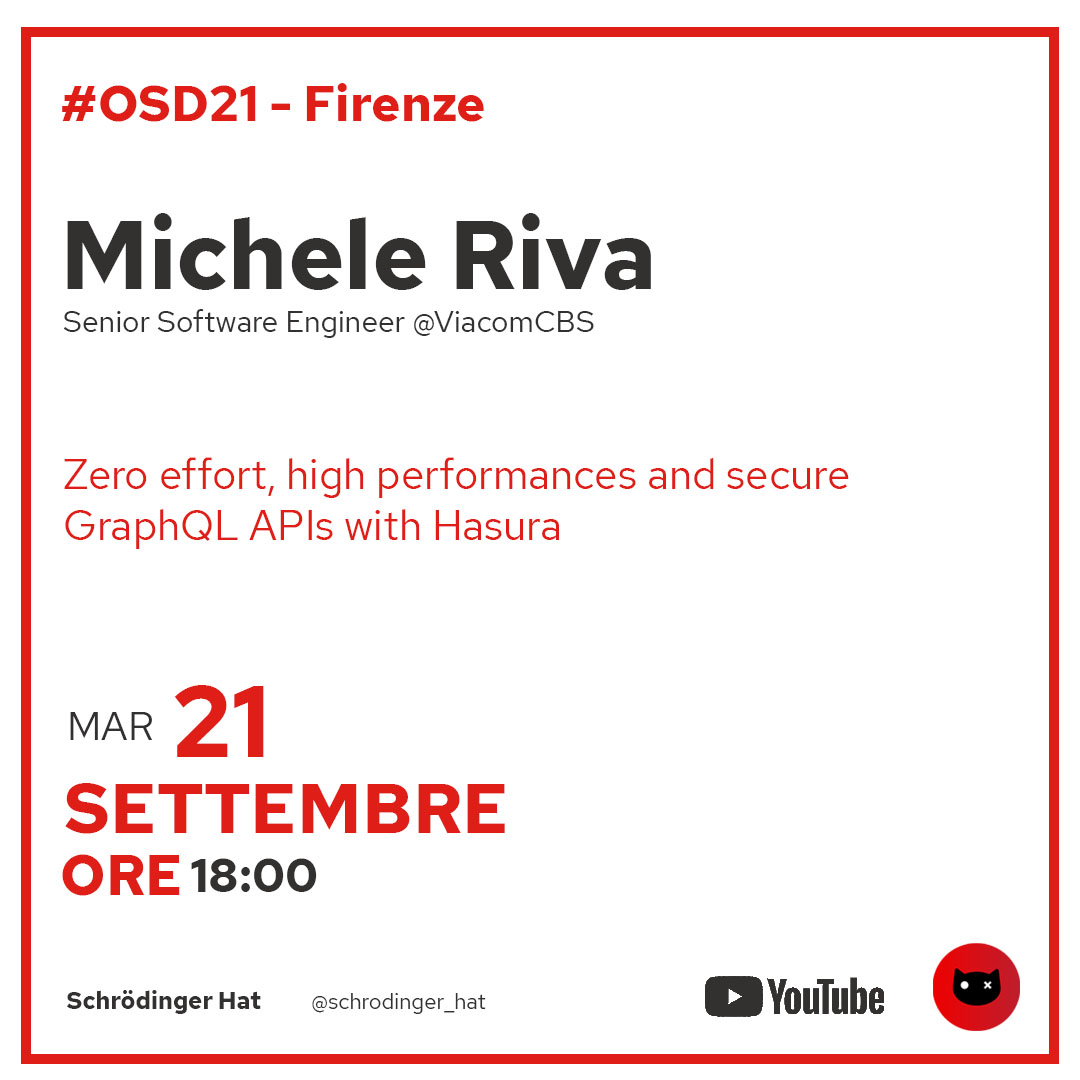 #OSD21 - Firenze
Michele Riva
Senior Software Engineer @ViacomCBS
Zero effort, high performances and secure
GraphQL APIs with Hasura
MAR 21
SETTEMBRE
ORE 18:00
Schrödinger Hat @schrodinger_hat YouTube